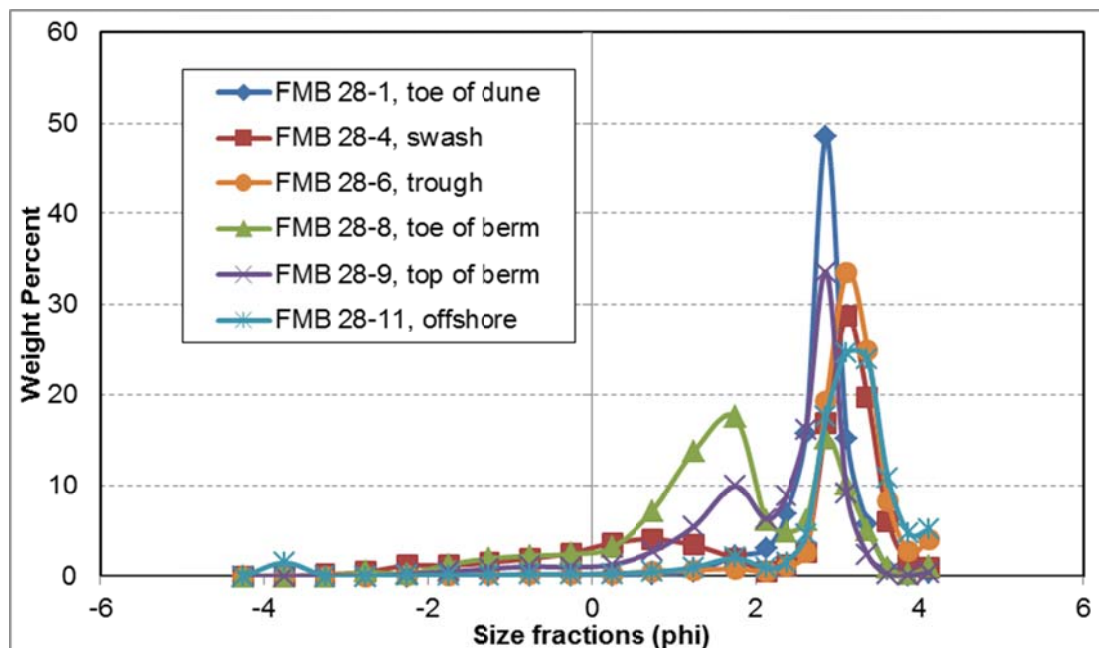 60
50
40
30
20
10
0
Weight Percent
FMB 28-1, toe of dune
FMB 28-4, swash
FMB 28-6, trough
FMB 28-8, toe of berm
FMB 28-9, top of berm
FMB 28-11, offshore
-6 -4 -2 0 2 4 6
Size fractions (phi)